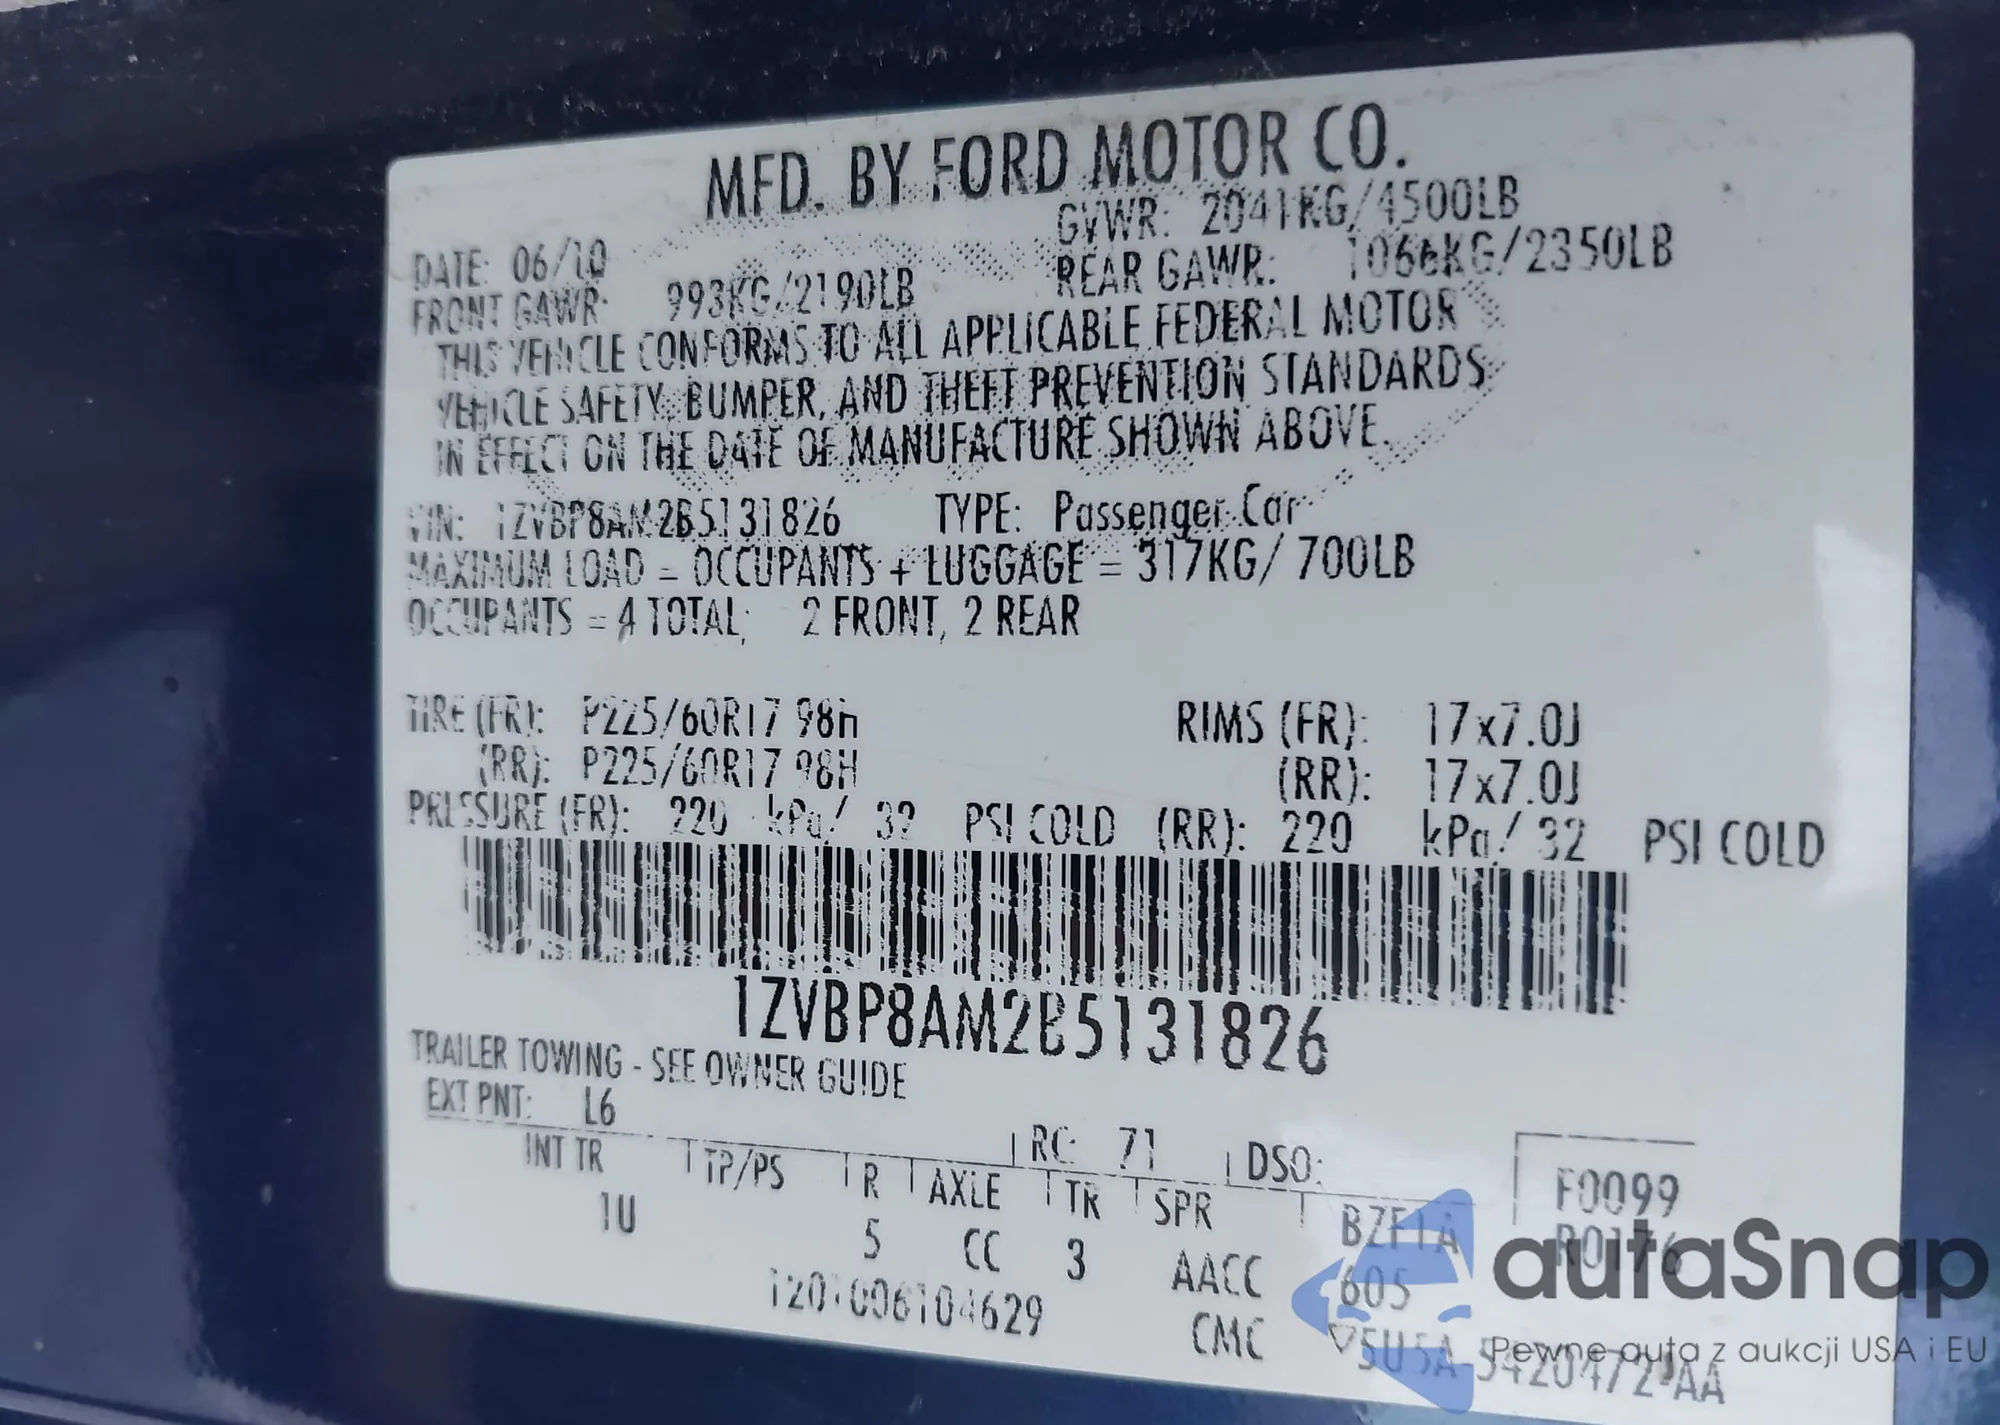 MFD. BY FORD MOTOR CO.
DATE: 06/10 GVWR: 2041KG/4500LB
FRONT GAWR: 993KG/2190LB REAR GAWR: 1066KG/2350LB
THIS VEHICLE CONFORMS TO ALL APPLICABLE FEDERAL MOTOR
VEHICLE SAFETY, BUMPER, AND THEFT PREVENTION STANDARDS
IN EFFECT ON THE DATE OF MANUFACTURE SHOWN ABOVE.
VIN: 1ZVBP8AM2B5131826 TYPE: Passenger Car
MAXIMUM LOAD = OCCUPANTS + LUGGAGE = 317KG/ 700LB
OCCUPANTS = 4 TOTAL; 2 FRONT, 2 REAR
TIRE (FR): P225/60R17 98H RIMS (FR): 17x7.0J
(RR): P225/60R17 98H (RR): 17x7.0J
PRESSURE (FR): 220 kPa/ 32 PSI COLD (RR): 220 kPa/ 32 PSI COLD
1ZVBP8AM2B5131826
TRAILER TOWING - SEE OWNER GUIDE
EXT PNT: L6 RC: 71 DSO: F0099
INT TR TP/PS R AXLE TR SPR R0176
1U 5 CC 3 AACC 605
CMC
autaSnap
Pewne auta z aukcji USA i EU